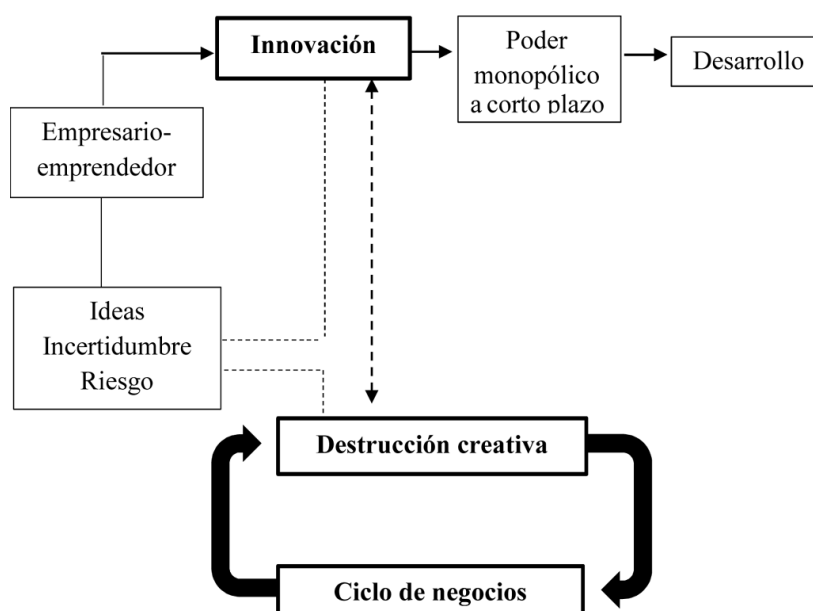 Innovación
Poder
monopólico
a corto plazo
Desarrollo
Empresario-
emprendedor
Ideas
Incertidumbre
Riesgo
Destrucción creativa
Ciclo de negocios